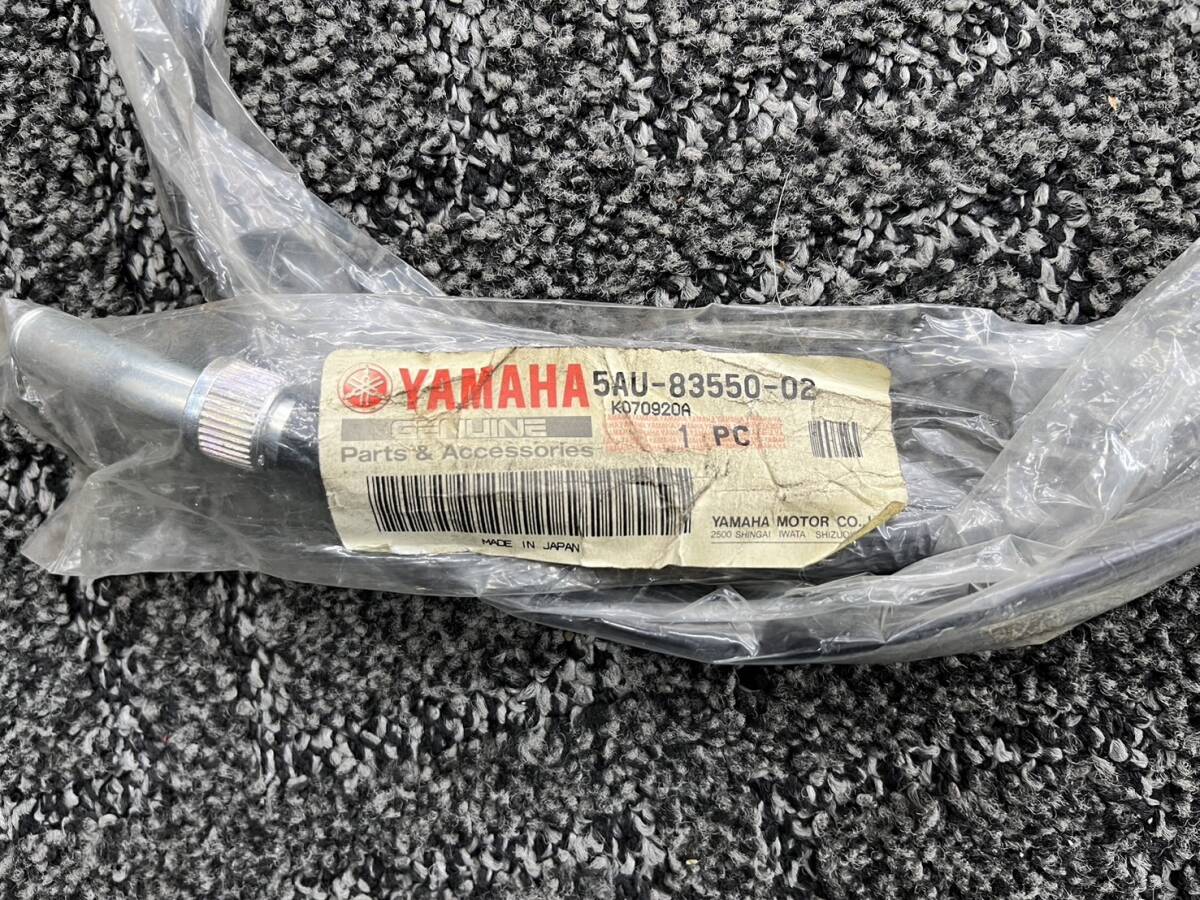 YAMAHA 5AU-83550-02
K070920A
GENUINE
1 PC
Parts & Accessories
YAMAHA MOTOR CO.,
2500 SHINGAI IWATA
MADE IN JAPAN